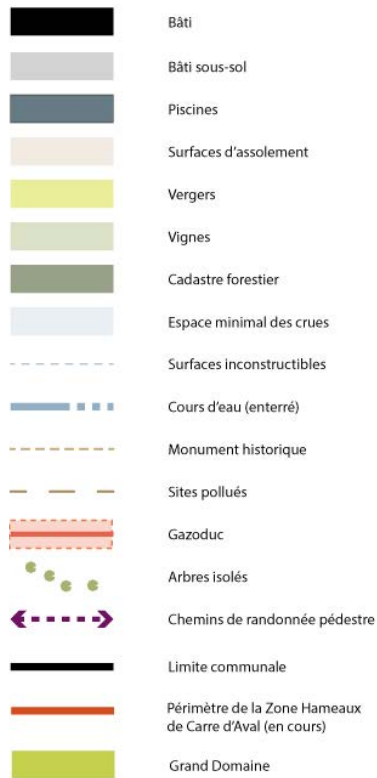 Bâti
Bâti sous-sol
Piscines
Surfaces d'assolement
Vergers
Vignes
Cadastre forestier
Espace minimal des crues
Surfaces inconstructibles
Cours d'eau (enterré)
Monument historique
Sites pollués
Gazoduc
Arbres isolés
Chemins de randonnée pédestre
Limite communale
Périmètre de la Zone Hameaux
de Carre d'Aval (en cours)
Grand Domaine